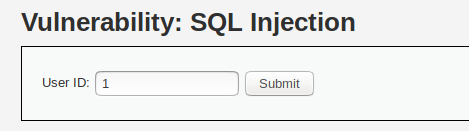 Vulnerability: SQL Injection
User ID: 1 Submit